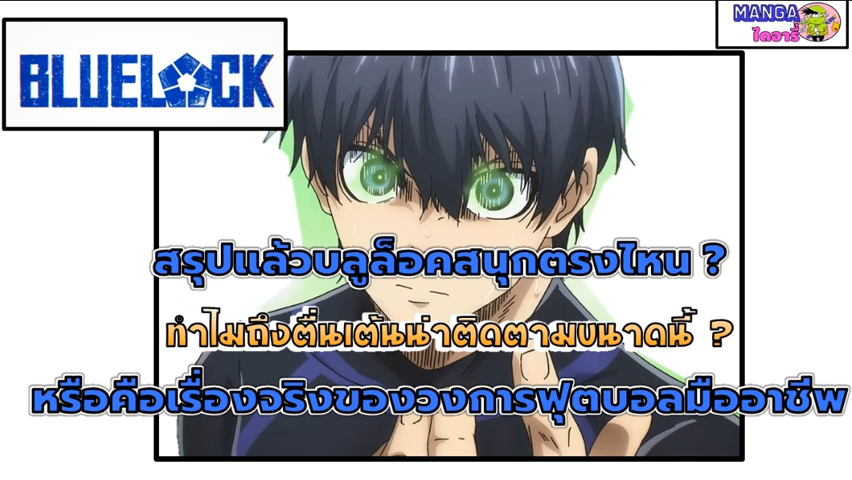 MANGA
ไดอารี่
BLUELOCK
สรุปแล้วบลูล็อคสนุกตรงไหน ?
ทำไมถึงตื่นเต้นน่าติดตามขนาดนี้ ?
หรือคือเรื่องจริงของวงการฟุตบอลมืออาชีพ